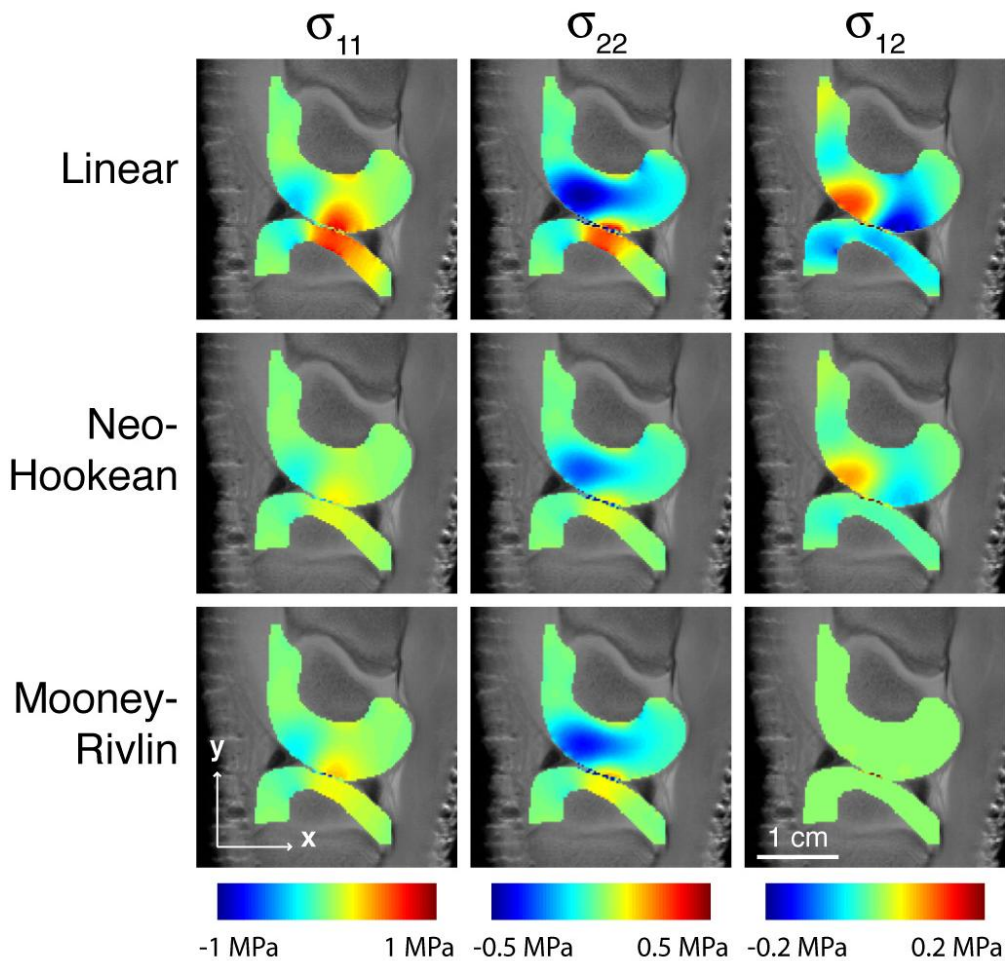 σ11 σ22 σ12
Linear
Neo-
Hookean
Mooney-
Rivlin
y
x
1 cm
-1 MPa 1 MPa -0.5 MPa 0.5 MPa -0.2 MPa 0.2 MPa